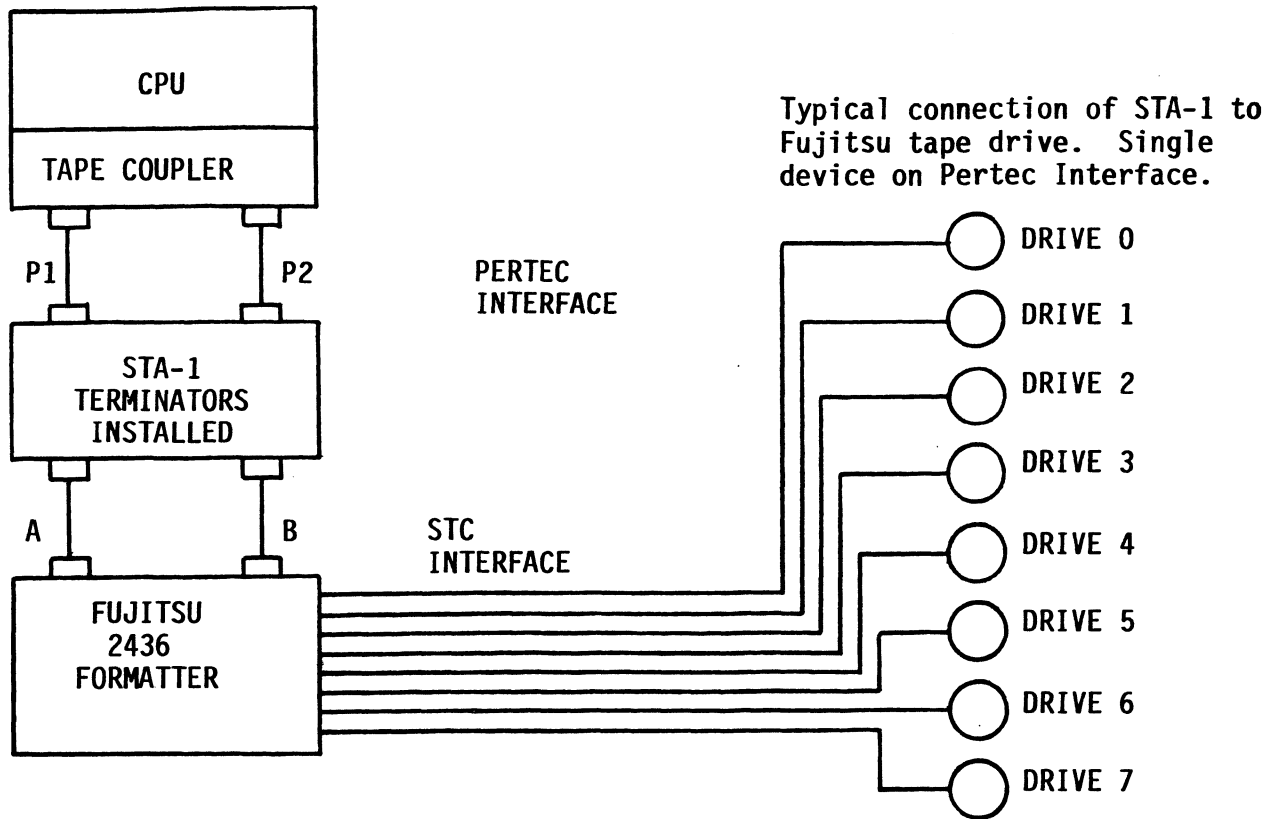 CPU
TAPE COUPLER
Typical connection of STA-1 to
Fujitsu tape drive. Single
device on Pertec Interface.
P1
P2
PERTEC
INTERFACE
STA-1
TERMINATORS
INSTALLED
A
B
STC
INTERFACE
FUJITSU
2436
FORMATTER
DRIVE 0
DRIVE 1
DRIVE 2
DRIVE 3
DRIVE 4
DRIVE 5
DRIVE 6
DRIVE 7